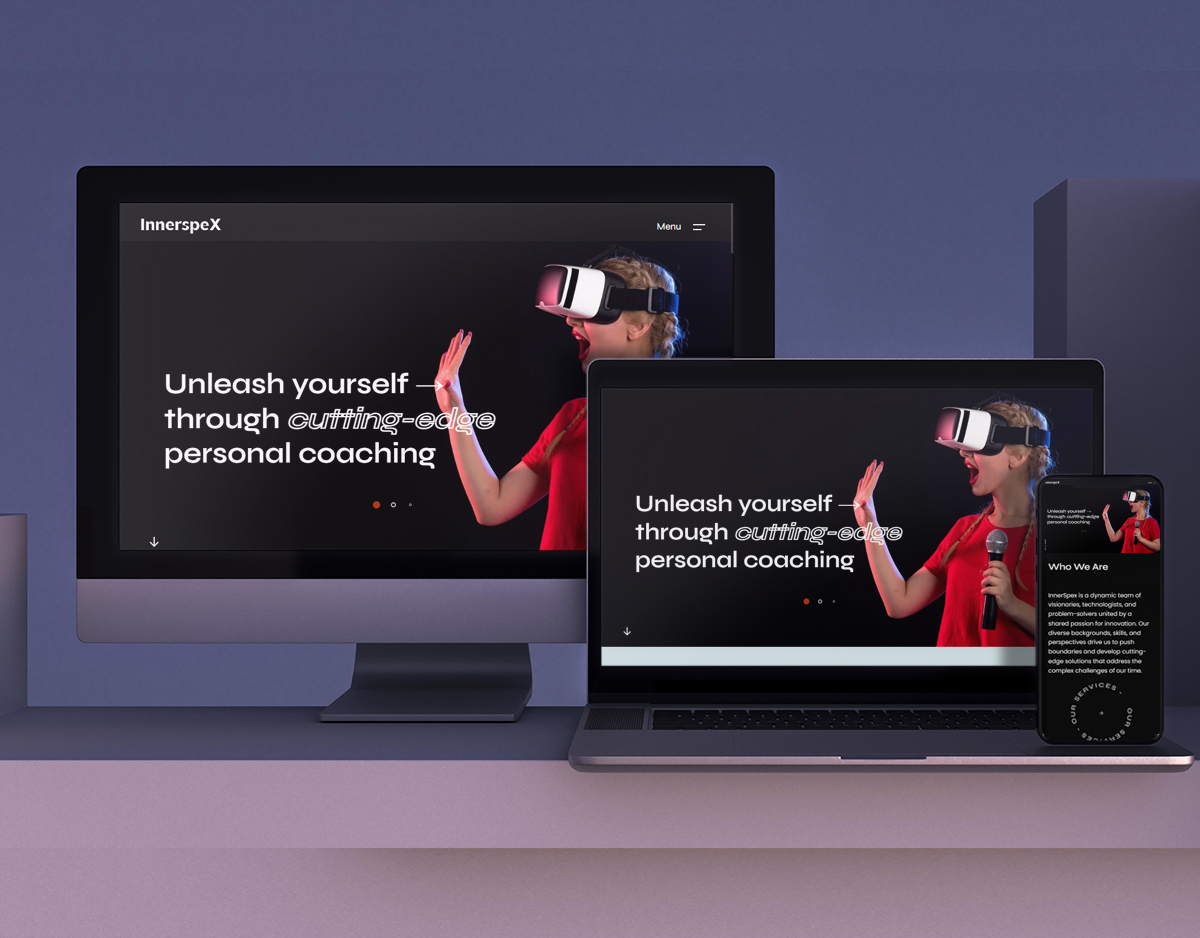 InnerspeX
Menu
Unleash yourself →
through cutting-edge
personal coaching
Unleash yourself →
through cutting-edge
personal coaching
InnerspeX
Unleash yourself →
through cutting-edge
personal coaching
Who We Are
InnerSpex is a dynamic team of
visionaries, technologists, and
problem-solvers united by a
shared passion for innovation. Our
diverse backgrounds, skills, and
perspectives drive us to push
boundaries and develop cutting-
edge solutions that address the
complex challenges of our time.
OUR SERVICES - OUR SERVICES -